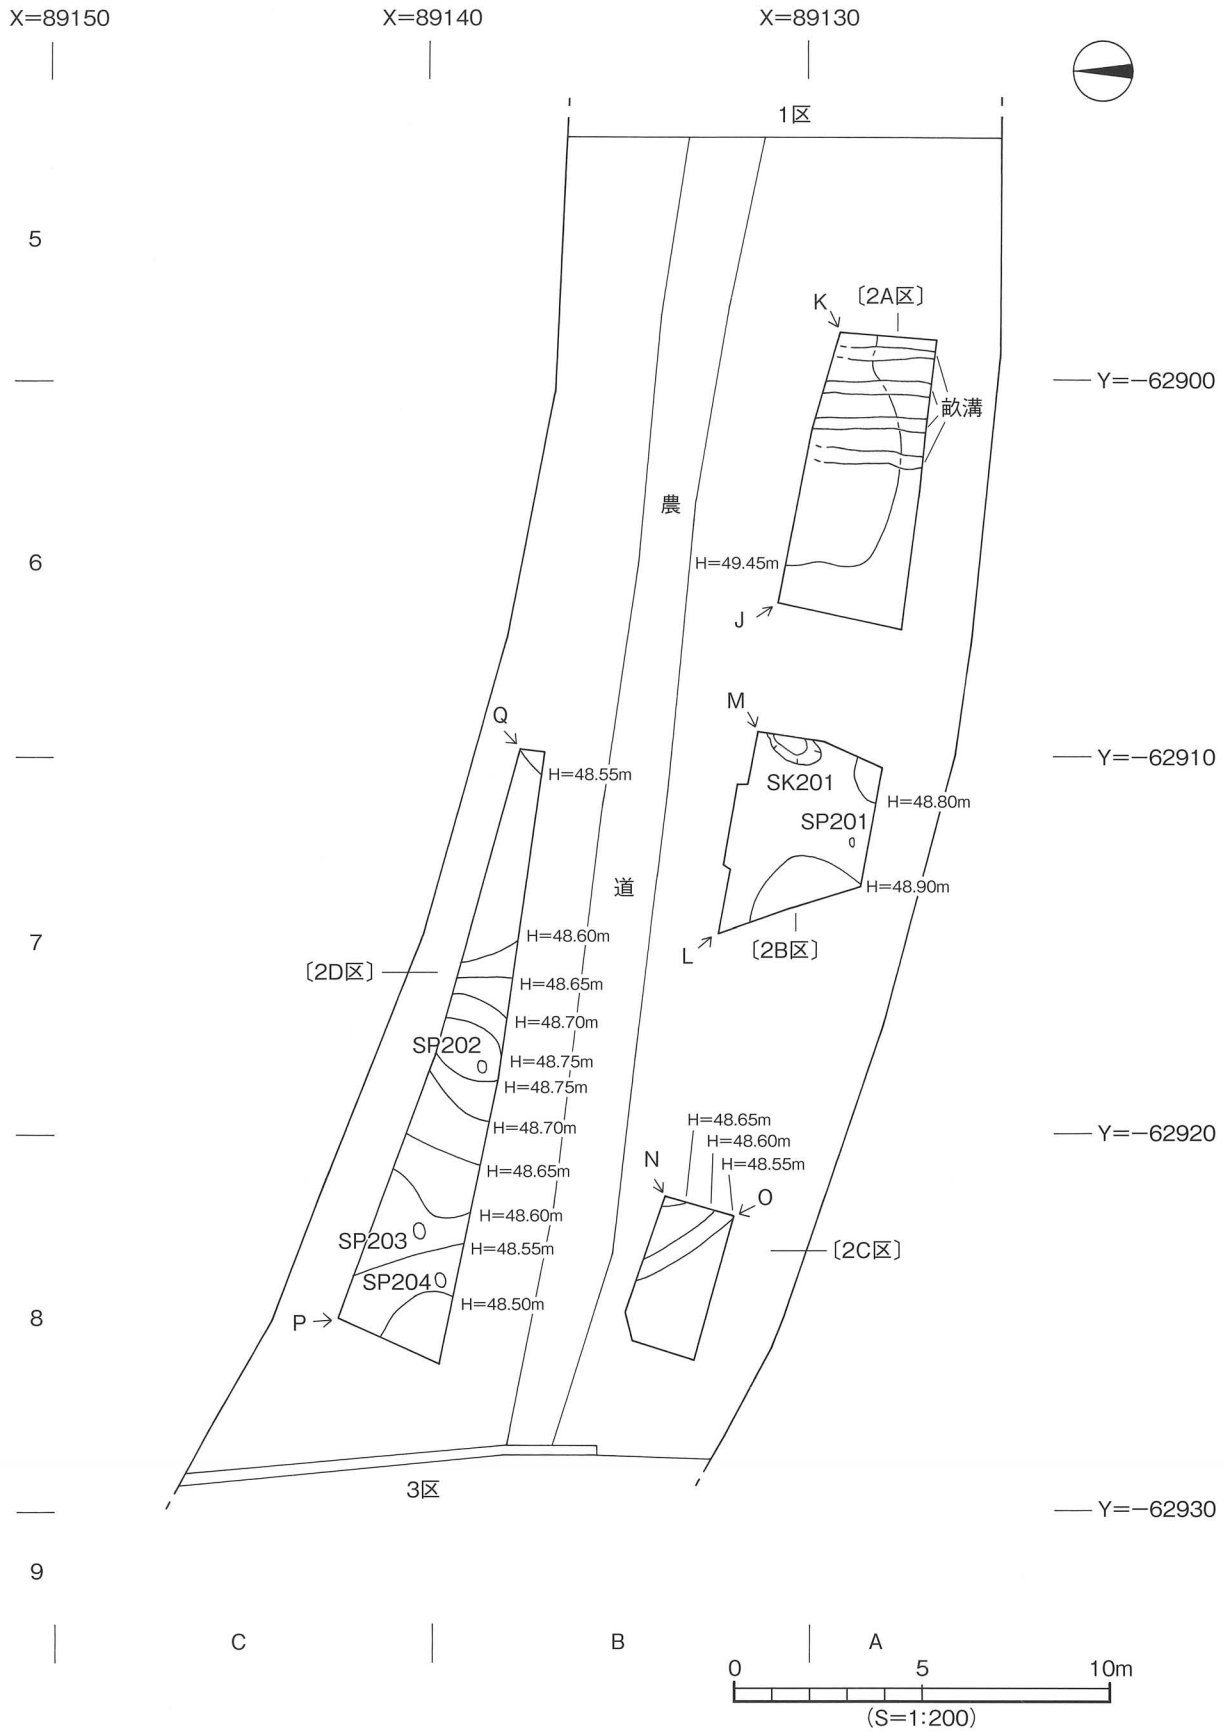 X=89150
X=89140
X=89130
1区
5
K
〔2A区〕
Y=-62900
畝溝
農
6
H=49.45m
J
M
Q
Y=-62910
H=48.55m
SK201
H=48.80m
SP201
道
H=48.90m
7
H=48.60m
L
〔2B区〕
〔2D区〕
H=48.65m
H=48.70m
SP202
H=48.75m
H=48.75m
H=48.70m
H=48.65m
Y=-62920
H=48.60m
H=48.55m
N
H=48.65m
O
H=48.60m
SP203
H=48.55m
〔2C区〕
SP204
H=48.50m
8
P
3区
Y=-62930
9
C
B
A
0
5
10m
(S=1:200)